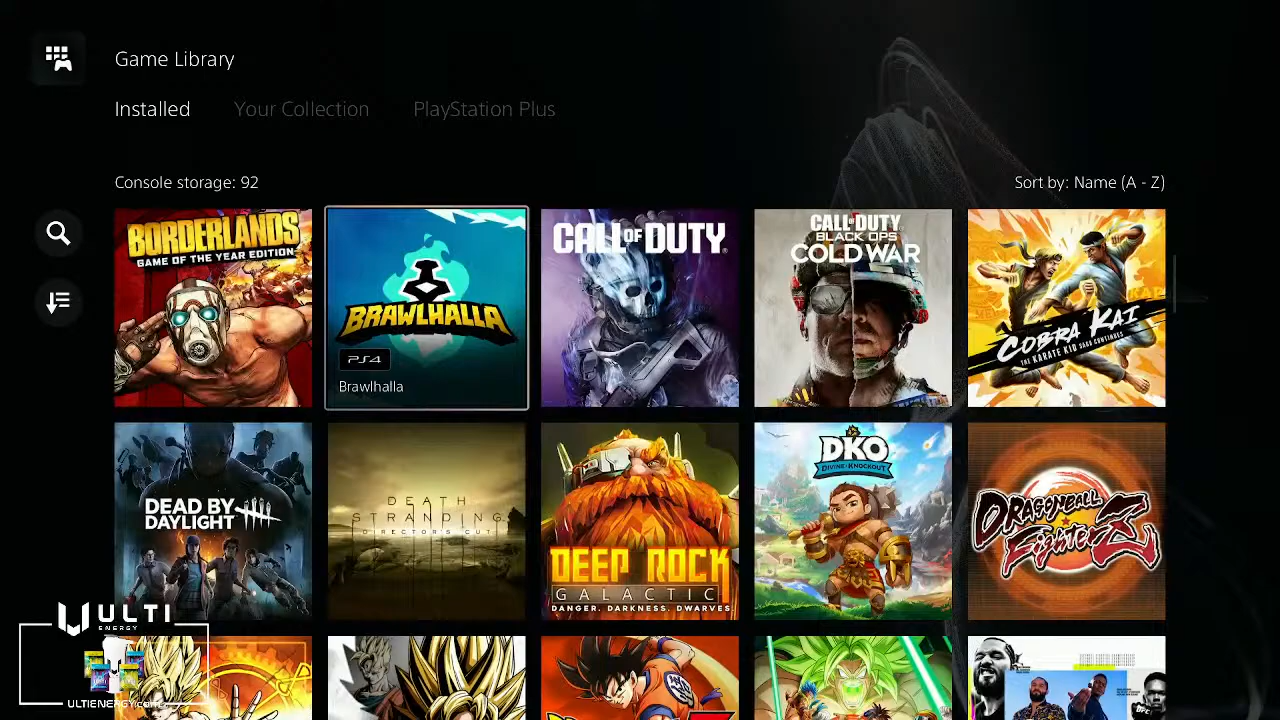 Game Library
Installed
Your Collection
PlayStation Plus
Console storage: 92
Sort by: Name (A - Z)
BORDERLANDS
GAME OF THE YEAR EDITION
BRAWLHALLA
PS4
Brawlhalla
CALL OF DUTY
CALL OF DUTY
BLACK OPS
COLD WAR
COBRA KAI
THE KARATE KID SAGA CONTINUES
DEAD BY
DAYLIGHT
DEATH
STRANDING
DIRECTOR'S CUT
DEEP ROCK
GALACTIC
DANGER. DARKNESS. DWARVES.
DKO
DIVINE KNOCKOUT
DRAGONBALL
FIGHTERZ
ULTI
ENERGY
ULTIENERGY.com
UFC